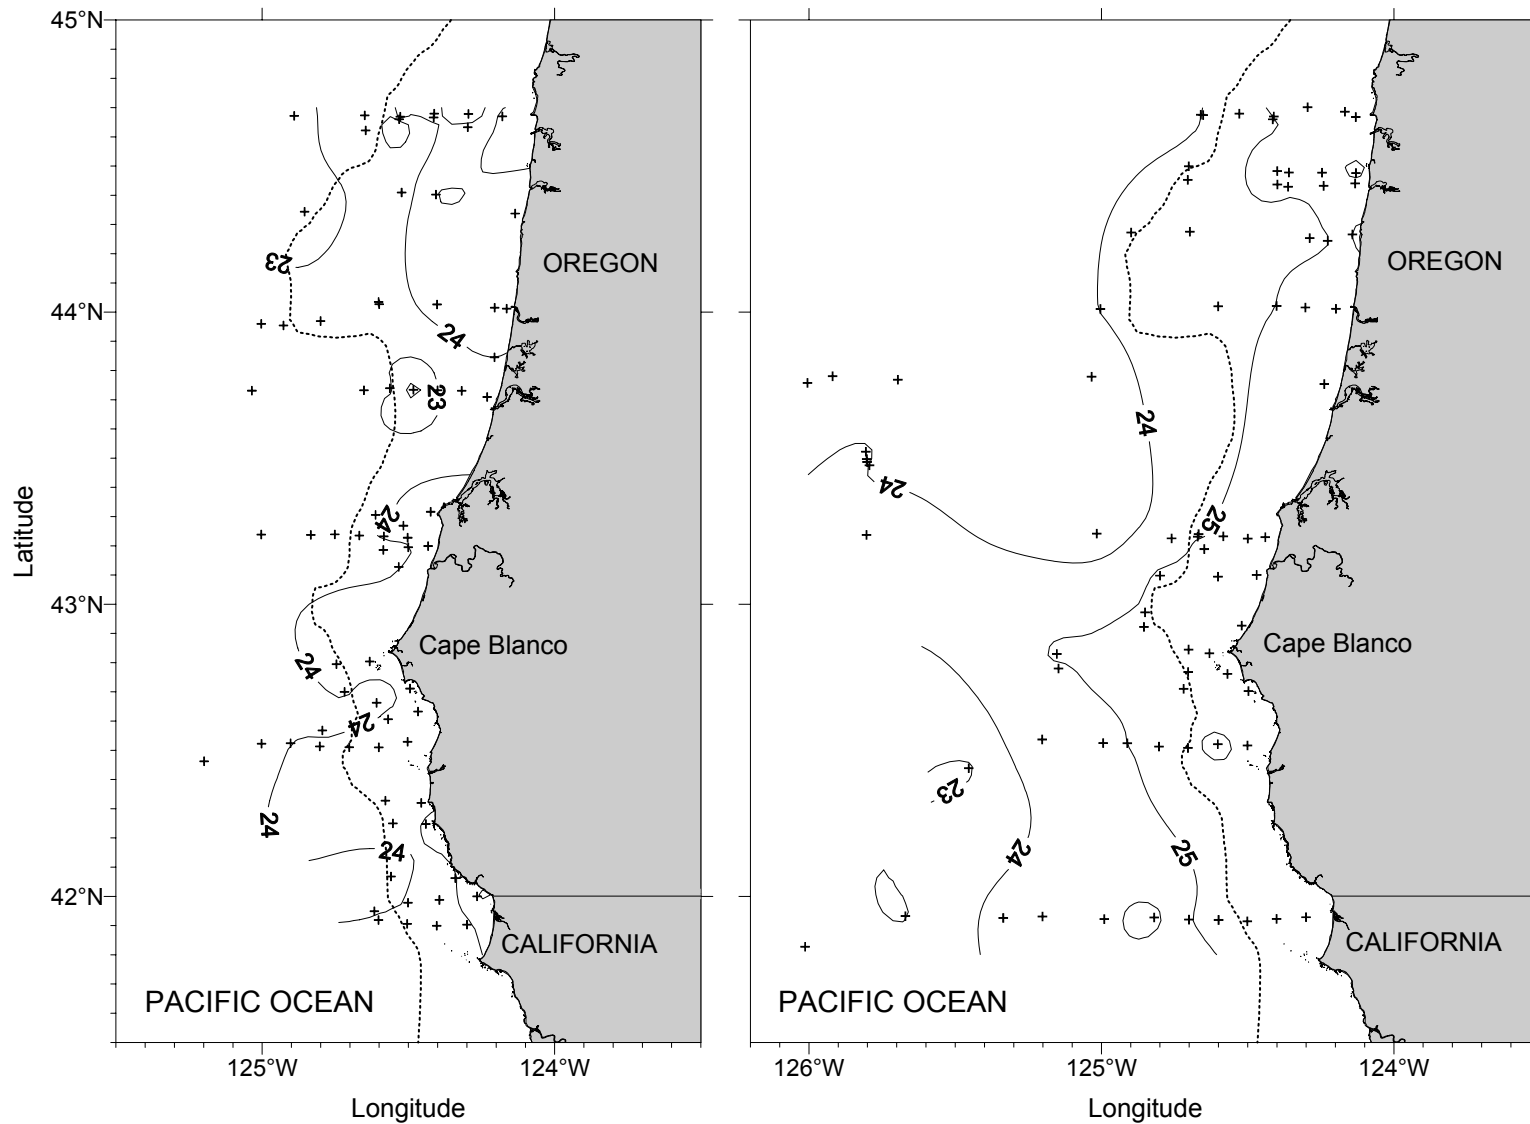 45°N
44°N
43°N
42°N
Latitude
125°W
124°W
Longitude
OREGON
Cape Blanco
CALIFORNIA
PACIFIC OCEAN
23
24
23
24
24
24
24
24
126°W
125°W
124°W
Longitude
OREGON
Cape Blanco
CALIFORNIA
PACIFIC OCEAN
24
24
25
23
24
25